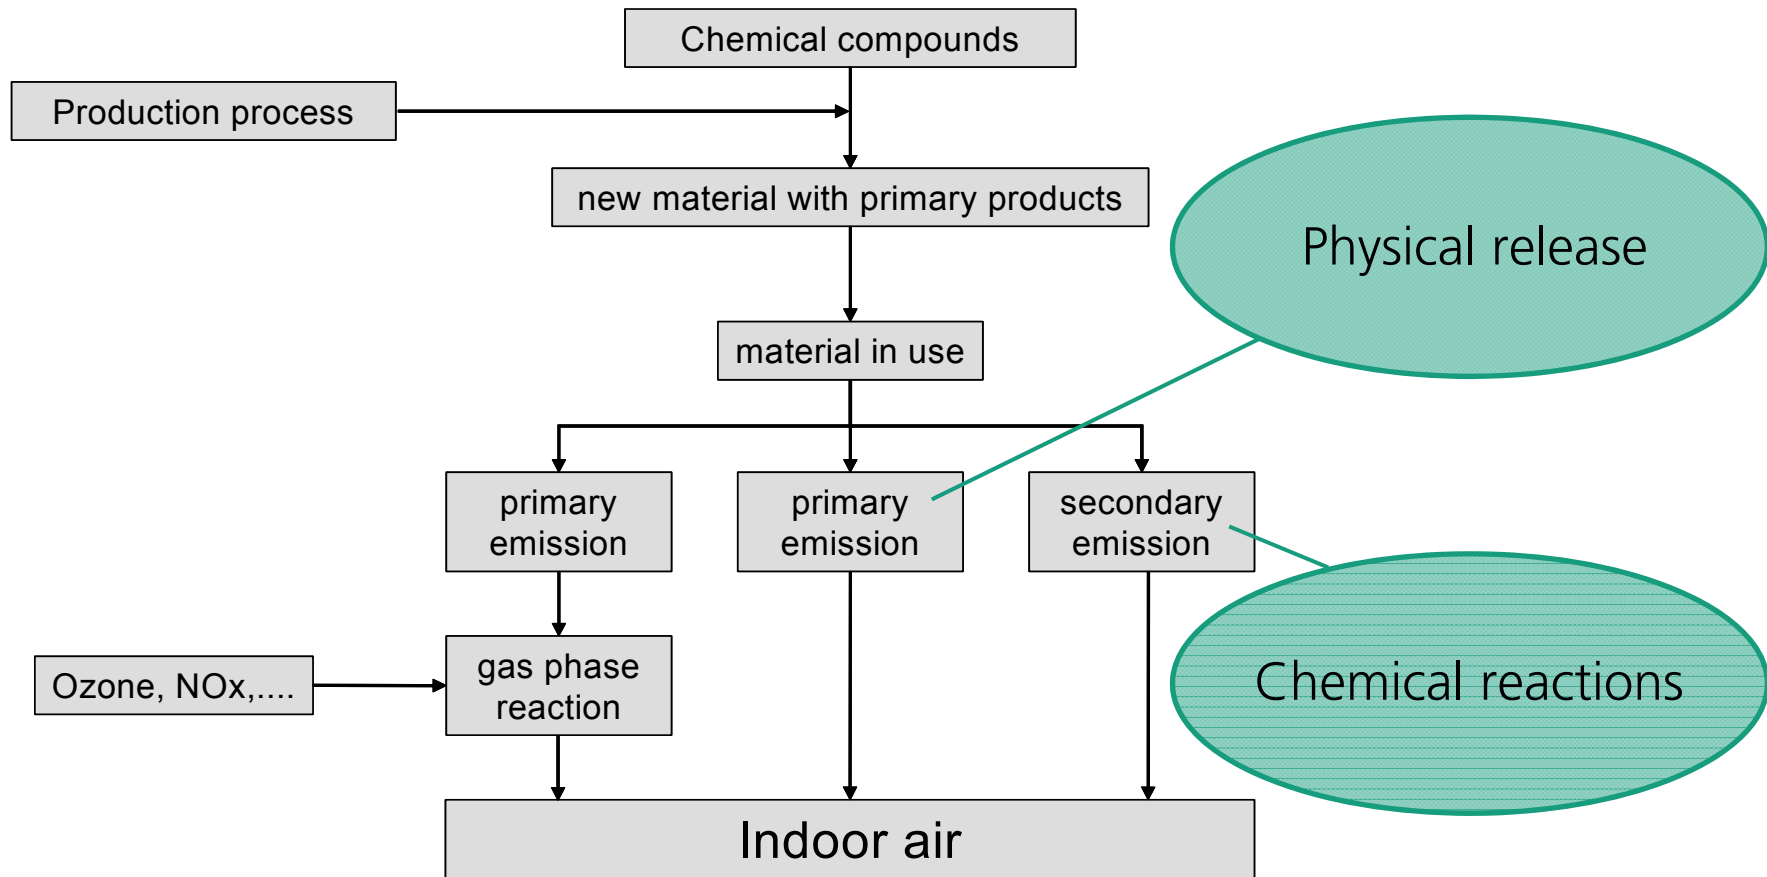 Chemical compounds
Production process
new material with primary products
Physical release
material in use
primary
emission
primary
emission
secondary
emission
Ozone, NOx,....
gas phase
reaction
Chemical reactions
Indoor air